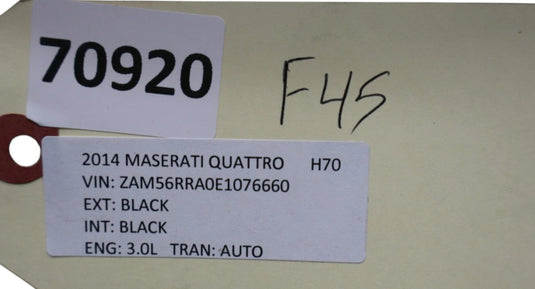 70920
F45
2014 MASERATI QUATTRO H70
VIN: ZAM56RRA0E1076660
EXT: BLACK
INT: BLACK
ENG: 3.0L TRAN: AUTO